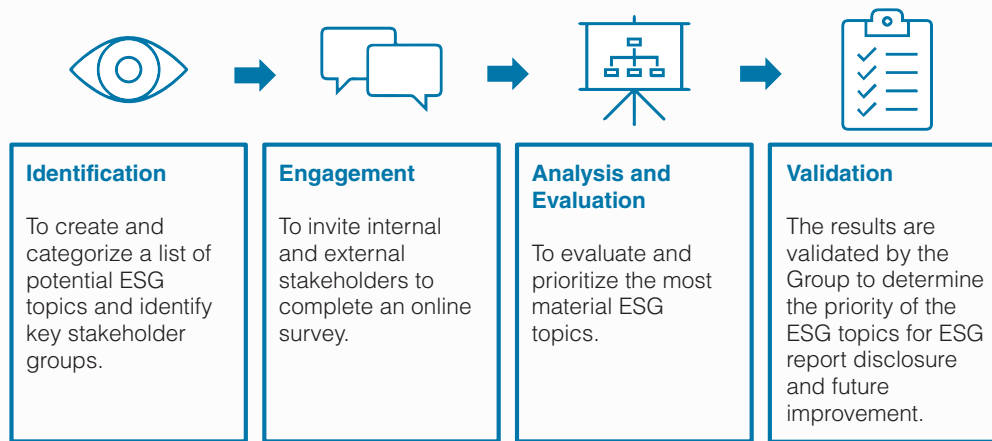 Identification
To create and
categorize a list of
potential ESG
topics and identify
key stakeholder
groups.
Engagement
To invite internal
and external
stakeholders to
complete an online
survey.
Analysis and
Evaluation
To evaluate and
prioritize the most
material ESG
topics.
Validation
The results are
validated by the
Group to determine
the priority of the
ESG topics for ESG
report disclosure
and future
improvement.